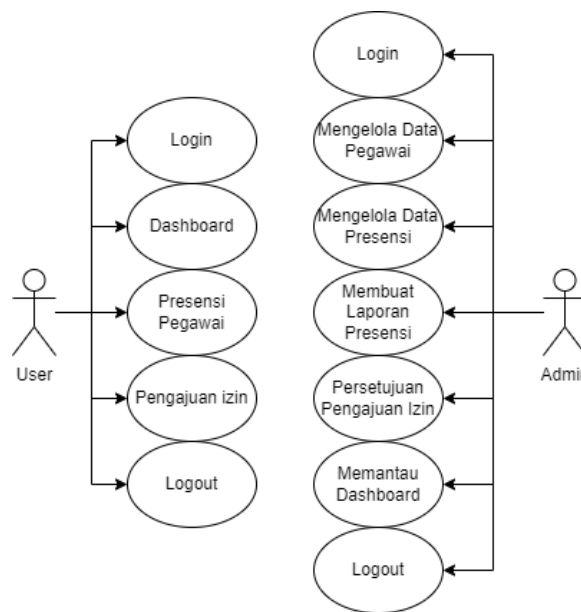 Login
Dashboard
Presensi
Pegawai
Pengajuan izin
Logout
User
Login
Mengelola Data
Pegawai
Mengelola Data
Presensi
Membuat
Laporan
Presensi
Persetujuan
Pengajuan Izin
Memantau
Dashboard
Logout
Admin